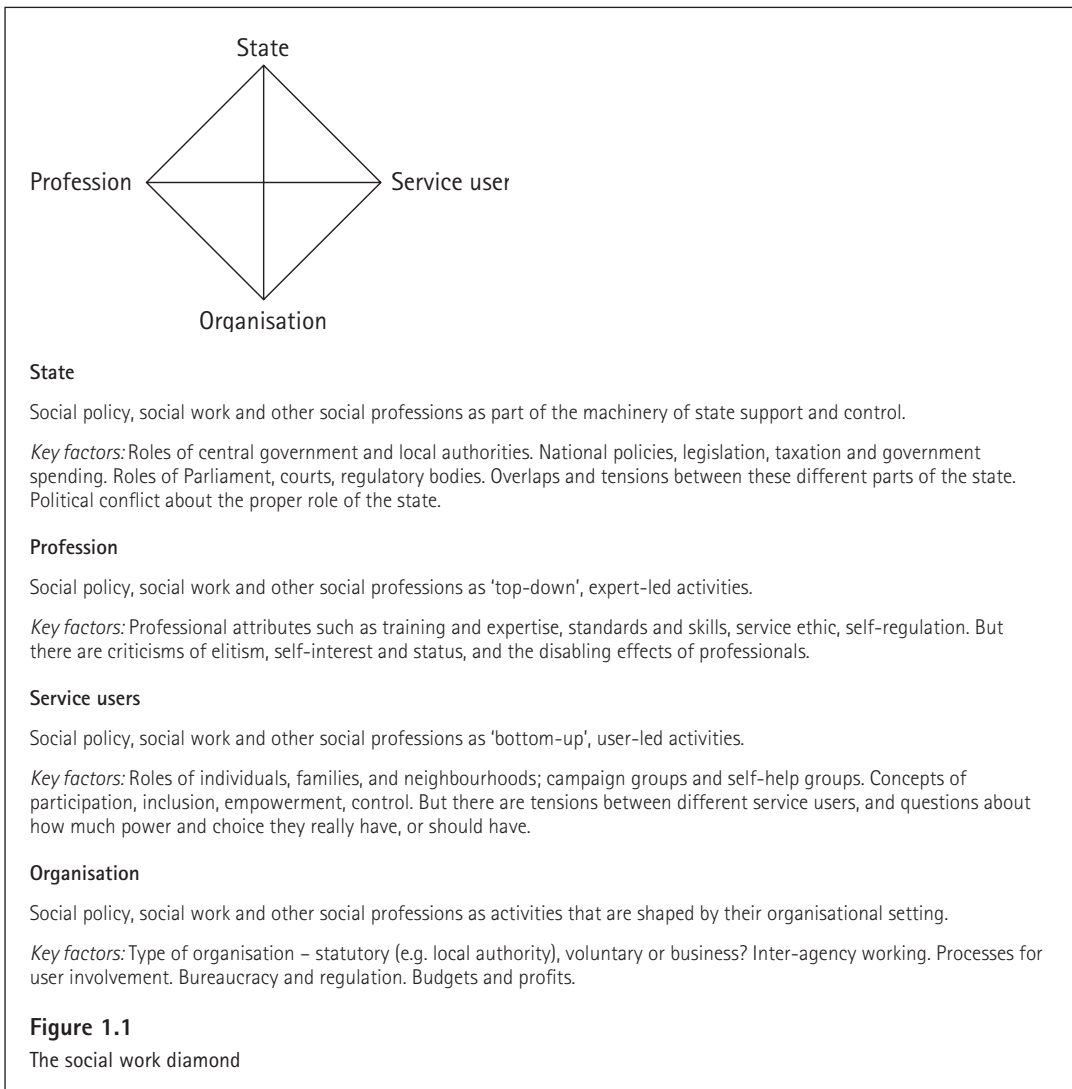 State
Profession
Service user
Organisation
State
Social policy, social work and other social professions as part of the machinery of state support and control.
Key factors: Roles of central government and local authorities. National policies, legislation, taxation and government
spending. Roles of Parliament, courts, regulatory bodies. Overlaps and tensions between these different parts of the state.
Political conflict about the proper role of the state.
Profession
Social policy, social work and other social professions as ‘top-down’, expert-led activities.
Key factors: Professional attributes such as training and expertise, standards and skills, service ethic, self-regulation. But
there are criticisms of elitism, self-interest and status, and the disabling effects of professionals.
Service users
Social policy, social work and other social professions as ‘bottom-up’, user-led activities.
Key factors: Roles of individuals, families, and neighbourhoods; campaign groups and self-help groups. Concepts of
participation, inclusion, empowerment, control. But there are tensions between different service users, and questions about
how much power and choice they really have, or should have.
Organisation
Social policy, social work and other social professions as activities that are shaped by their organisational setting.
Key factors: Type of organisation – statutory (e.g. local authority), voluntary or business? Inter-agency working. Processes for
user involvement. Bureaucracy and regulation. Budgets and profits.
Figure 1.1
The social work diamond